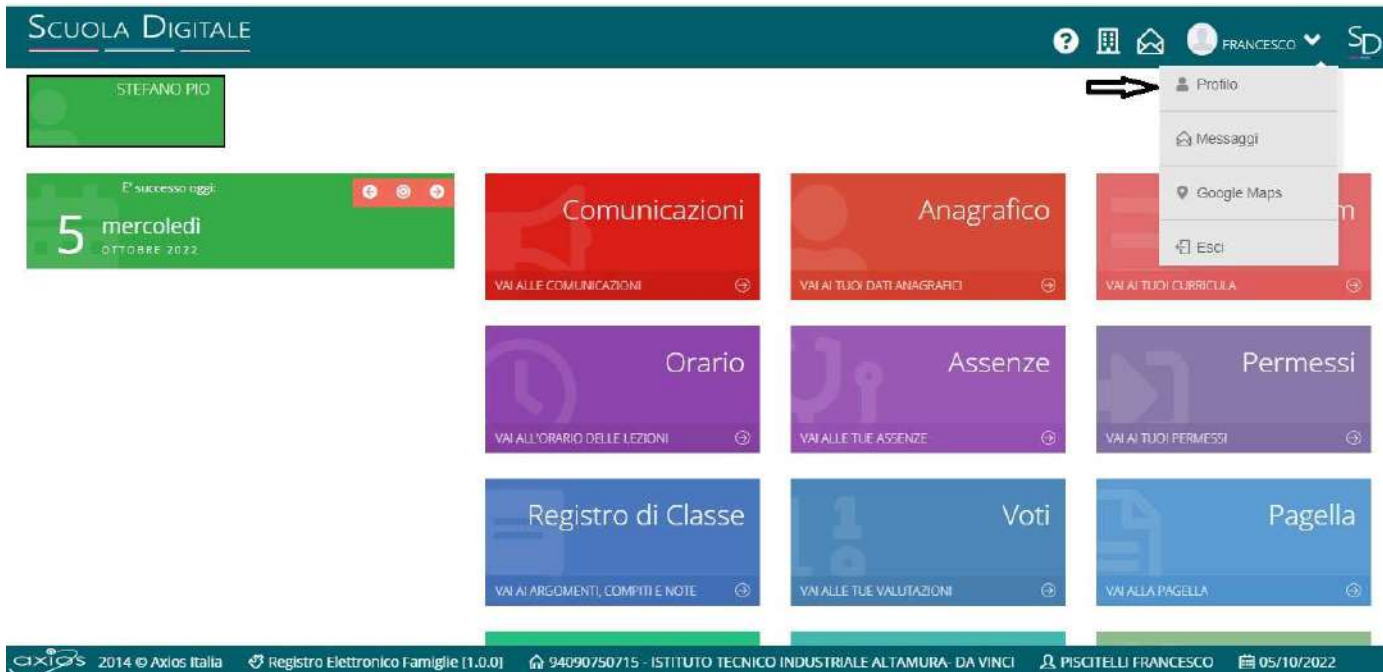 SCUOLA DIGITALE
FRANCESCO
SD
STEFANO PIO
Profilo
Messaggi
Google Maps
Esci
E' successo oggi:
5 mercoledì
OTTOBRE 2022
Comunicazioni
VAI ALLE COMUNICAZIONI
Anagrafico
VAI AI TUOI DATI ANAGRAFICI
m
VAI AI TUOI CURRICULA
Orario
VAI ALL'ORARIO DELLE LEZIONI
Assenze
VAI ALLE TUE ASSENZE
Permessi
VAI AI TUOI PERMESSI
Registro di Classe
VAI AI ARGOMENTI, COMPITI E NOTE
Voti
VAI ALLE TUE VALUTAZIONI
Pagella
VAI ALLA PAGELLA
axios 2014 © Axios Italia Registro Elettronico Famiglie [1.0.0] 94090750715 - ISTITUTO TECNICO INDUSTRIALE ALTAMURA- DA VINCI PISCITELLI FRANCESCO 05/10/2022